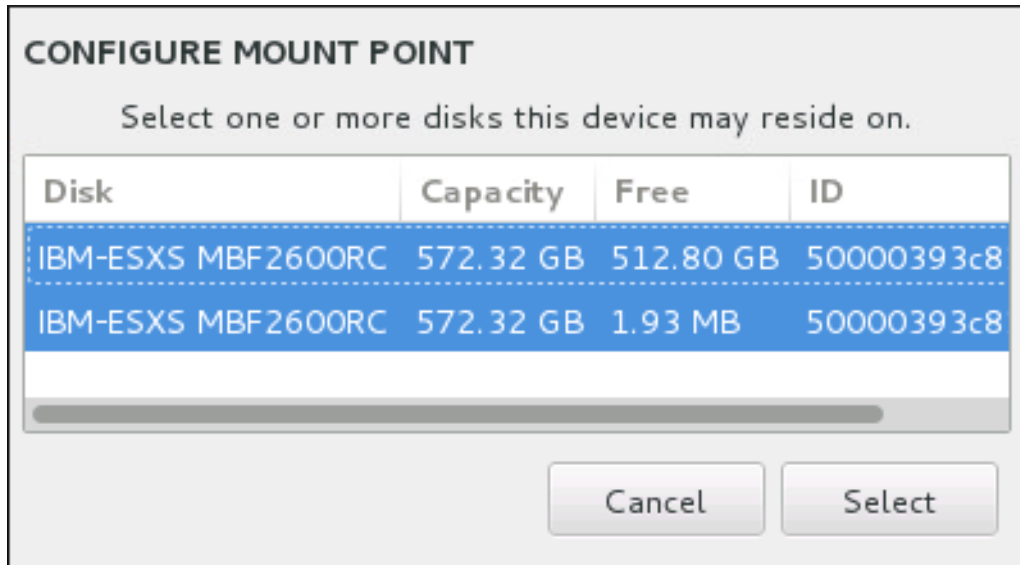 CONFIGURE MOUNT POINT
Select one or more disks this device may reside on.
Disk Capacity Free ID
IBM-ESXS MBF2600RC 572.32 GB 512.80 GB 50000393c8
IBM-ESXS MBF2600RC 572.32 GB 1.93 MB 50000393c8
Cancel Select